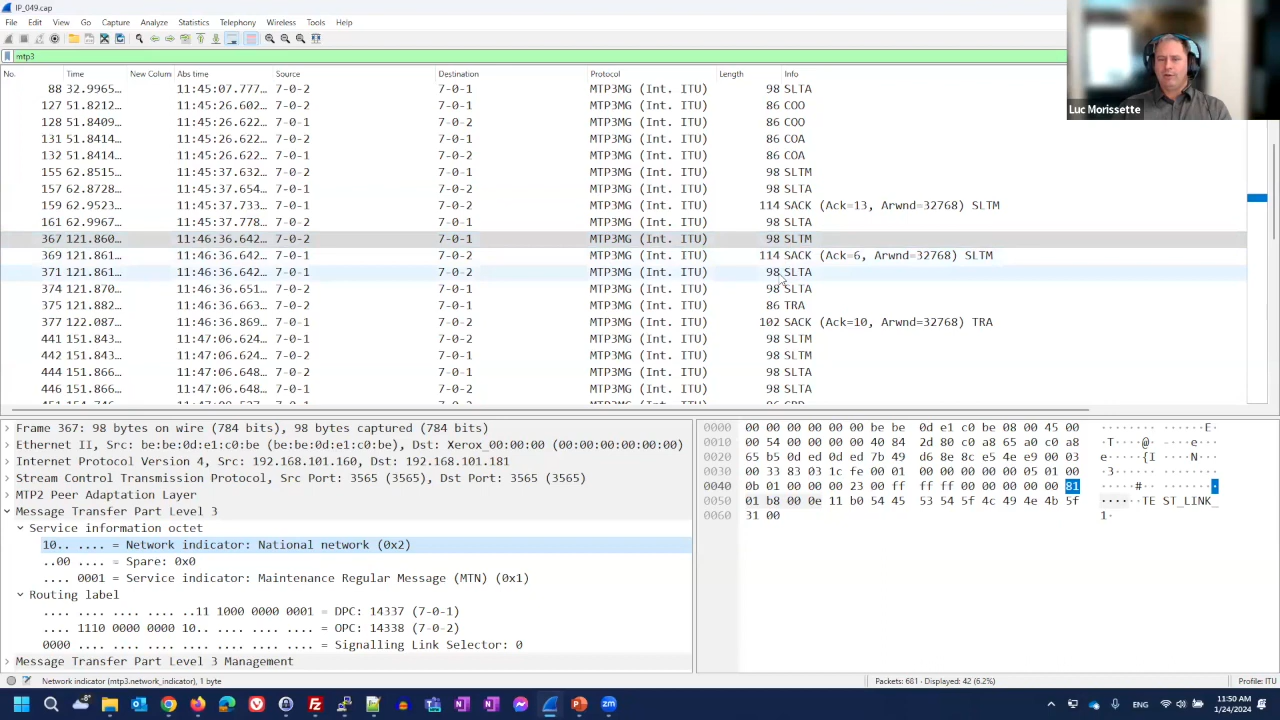 IP_049.cap
File Edit View Go Capture Analyze Statistics Telephony Wireless Tools Help
mtp3
No. Time New Colum Abs time Source Destination Protocol Length Info
88 32.9965… 11:45:07.777… 7-0-2 7-0-1 MTP3MG (Int. ITU) 98 SLTA
127 51.8212… 11:45:26.602… 7-0-2 7-0-1 MTP3MG (Int. ITU) 86 COO
128 51.8409… 11:45:26.622… 7-0-1 7-0-2 MTP3MG (Int. ITU) 86 COO
131 51.8414… 11:45:26.622… 7-0-2 7-0-1 MTP3MG (Int. ITU) 86 COA
132 51.8414… 11:45:26.622… 7-0-1 7-0-2 MTP3MG (Int. ITU) 86 COA
155 62.8515… 11:45:37.632… 7-0-2 7-0-1 MTP3MG (Int. ITU) 98 SLTM
157 62.8728… 11:45:37.654… 7-0-1 7-0-2 MTP3MG (Int. ITU) 98 SLTA
159 62.9523… 11:45:37.733… 7-0-1 7-0-2 MTP3MG (Int. ITU) 114 SACK (Ack=13, Arwnd=32768) SLTM
161 62.9967… 11:45:37.778… 7-0-2 7-0-1 MTP3MG (Int. ITU) 98 SLTA
367 121.860… 11:46:36.642… 7-0-2 7-0-1 MTP3MG (Int. ITU) 98 SLTM
369 121.861… 11:46:36.642… 7-0-1 7-0-2 MTP3MG (Int. ITU) 114 SACK (Ack=6, Arwnd=32768) SLTM
371 121.861… 11:46:36.642… 7-0-1 7-0-2 MTP3MG (Int. ITU) 98 SLTA
374 121.870… 11:46:36.651… 7-0-2 7-0-1 MTP3MG (Int. ITU) 98 SLTA
375 121.882… 11:46:36.663… 7-0-2 7-0-1 MTP3MG (Int. ITU) 86 TRA
377 122.087… 11:46:36.869… 7-0-1 7-0-2 MTP3MG (Int. ITU) 102 SACK (Ack=10, Arwnd=32768) TRA
441 151.843… 11:47:06.624… 7-0-1 7-0-2 MTP3MG (Int. ITU) 98 SLTM
442 151.843… 11:47:06.624… 7-0-2 7-0-1 MTP3MG (Int. ITU) 98 SLTM
444 151.866… 11:47:06.648… 7-0-2 7-0-1 MTP3MG (Int. ITU) 98 SLTA
446 151.866… 11:47:06.648… 7-0-1 7-0-2 MTP3MG (Int. ITU) 98 SLTA
Luc Morissette
Frame 367: 98 bytes on wire (784 bits), 98 bytes captured (784 bits)
Ethernet II, Src: be:be:0d:e1:c0:be (be:be:0d:e1:c0:be), Dst: Xerox_00:00:00 (00:00:00:00:00:00)
Internet Protocol Version 4, Src: 192.168.101.160, Dst: 192.168.101.181
Stream Control Transmission Protocol, Src Port: 3565 (3565), Dst Port: 3565 (3565)
MTP2 Peer Adaptation Layer
Message Transfer Part Level 3
Service information octet
10.. .... = Network indicator: National network (0x2)
..00 .... = Spare: 0x0
.... 0001 = Service indicator: Maintenance Regular Message (MTN) (0x1)
Routing label
.... .... .... .... ..11 1000 0000 0001 = DPC: 14337 (7-0-1)
.... 1110 0000 0000 10.. .... .... .... = OPC: 14338 (7-0-2)
0000 .... .... .... .... .... .... .... = Signalling Link Selector: 0
Message Transfer Part Level 3 Management
0000 00 00 00 00 00 00 be be 0d e1 c0 be 08 00 45 00 ··············E·
0010 00 54 00 00 00 00 40 84 2d 80 c0 a8 65 a0 c0 a8 ·T····@·-···e···
0020 65 b5 0d ed 0d ed 7b 49 d6 8e 8c e5 4e e9 00 03 e·····{I····N···
0030 00 33 83 03 1c fe 00 01 00 00 00 00 00 05 01 00 ·3··············
0040 0b 01 00 00 00 23 00 ff ff ff 00 00 00 00 00 81 ·····#··········
0050 01 b8 00 0e 11 b0 54 45 53 54 5f 4c 49 4e 4b 5f ······TE ST_LINK_
0060 31 00 1·
Network indicator (mtp3.network_indicator), 1 byte Packets: 681 · Displayed: 42 (6.2%) Profile: ITU
ENG 11:50 AM
1/24/2024